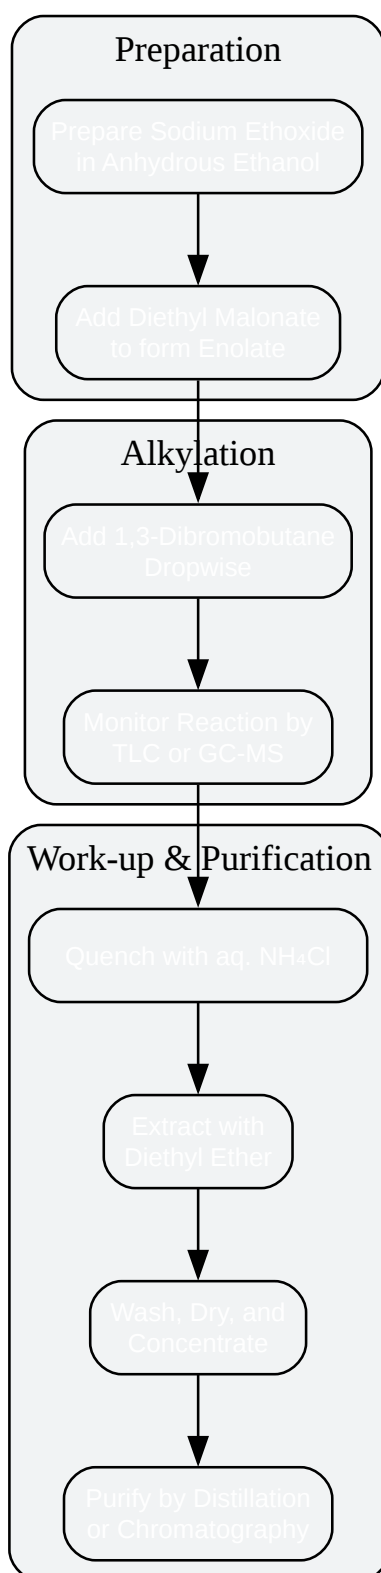 Preparation
Prepare Sodium Ethoxide
in Anhydrous Ethanol
Add Diethyl Malonate
to form Enolate
Alkylation
Add 1,3-Dibromobutane
Dropwise
Monitor Reaction by
TLC or GC-MS
Work-up & Purification
Quench with aq. NH₄Cl
Extract with
Diethyl Ether
Wash, Dry, and
Concentrate
Purify by Distillation
or Chromatography